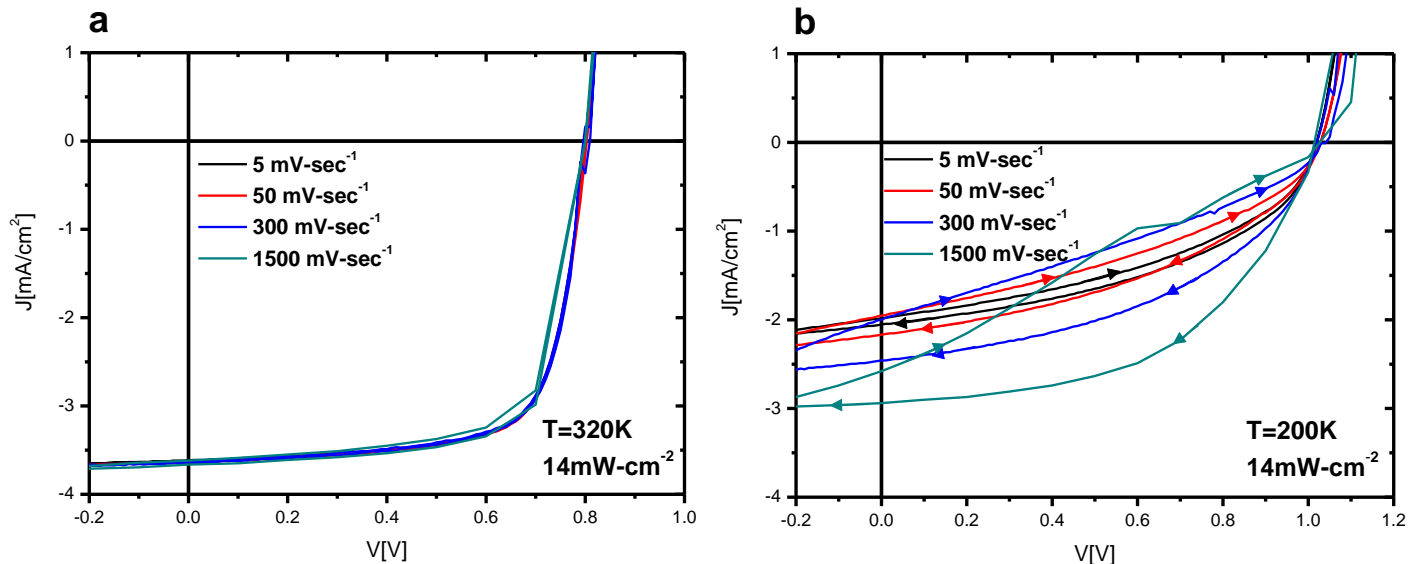 a
1
0
-1
-2
-3
-4
J[mA/cm²]
5 mV-sec⁻¹
50 mV-sec⁻¹
300 mV-sec⁻¹
1500 mV-sec⁻¹
T=320K
14mW-cm⁻²
-0.2 0.0 0.2 0.4 0.6 0.8 1.0
V[V]
b
1
0
-1
-2
-3
-4
J[mA/cm²]
5 mV-sec⁻¹
50 mV-sec⁻¹
300 mV-sec⁻¹
1500 mV-sec⁻¹
T=200K
14mW-cm⁻²
-0.2 0.0 0.2 0.4 0.6 0.8 1.0 1.2
V[V]